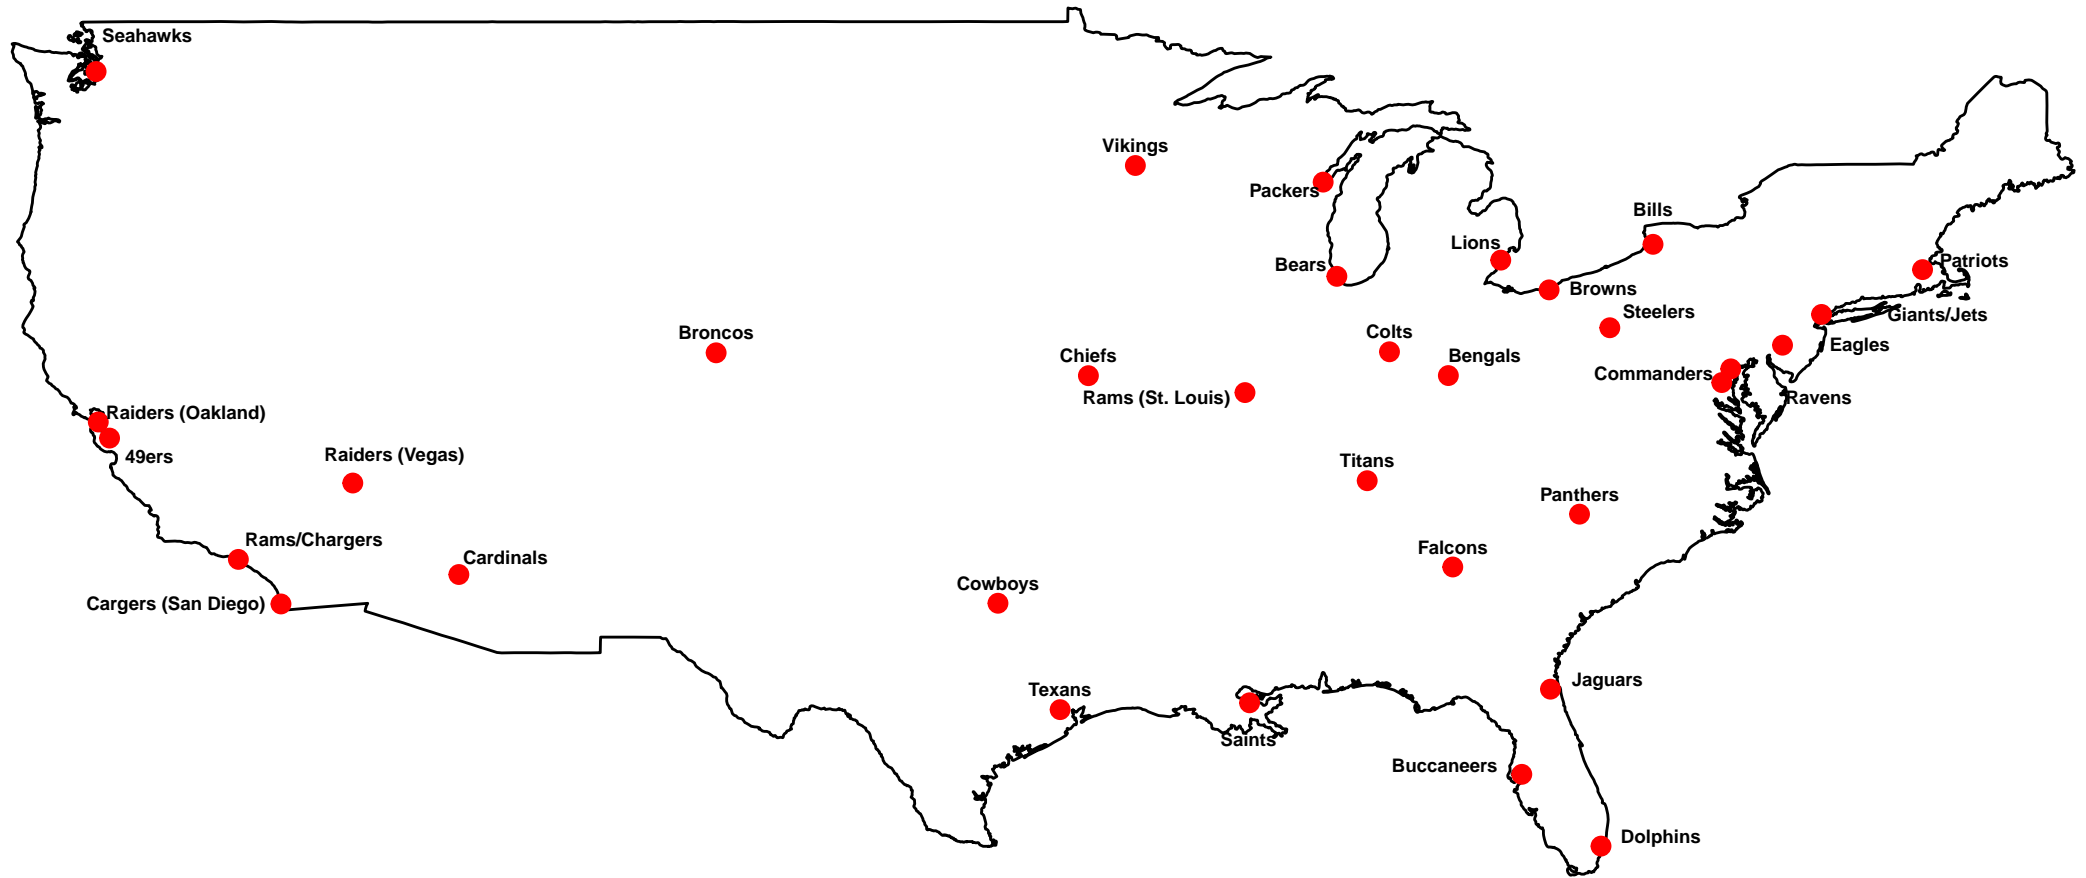 Seahawks
Vikings
Packers
Bills
Lions
Bears
Patriots
Browns
Steelers
Giants/Jets
Broncos
Colts
Eagles
Chiefs
Bengals
Commanders
Rams (St. Louis)
Ravens
Raiders (Oakland)
49ers
Raiders (Vegas)
Titans
Panthers
Rams/Chargers
Cardinals
Falcons
Cowboys
Cargers (San Diego)
Jaguars
Texans
Saints
Buccaneers
Dolphins